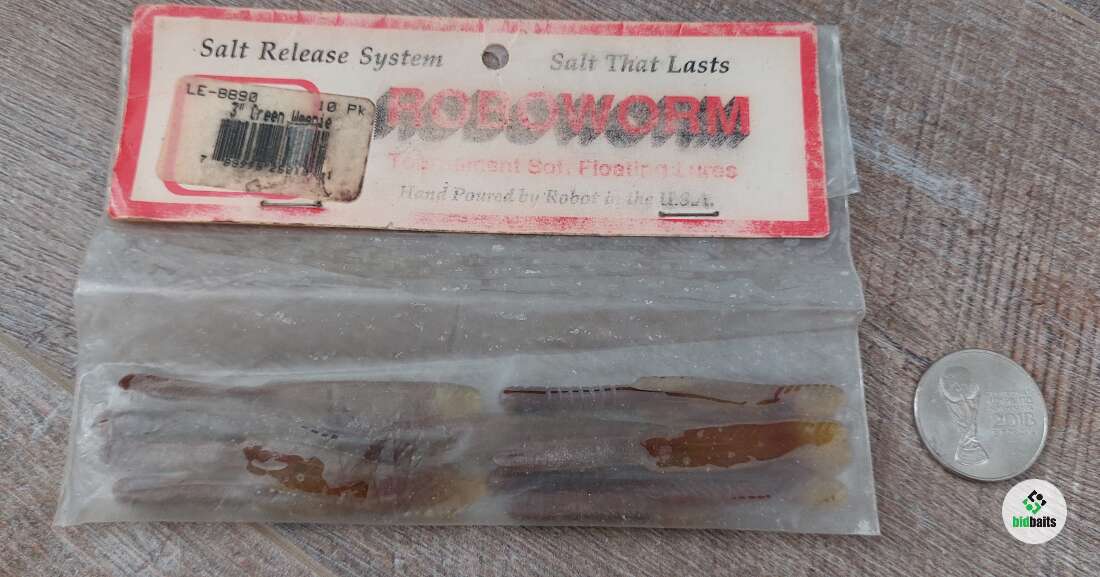 Salt Release System Salt That Lasts
LE-8890 10 Pk
3" Green Weenie
ROBOWORM
Tournament Soft Floating Lures
Hand Poured by Robot in the U.S.A.
2018
bidbaits